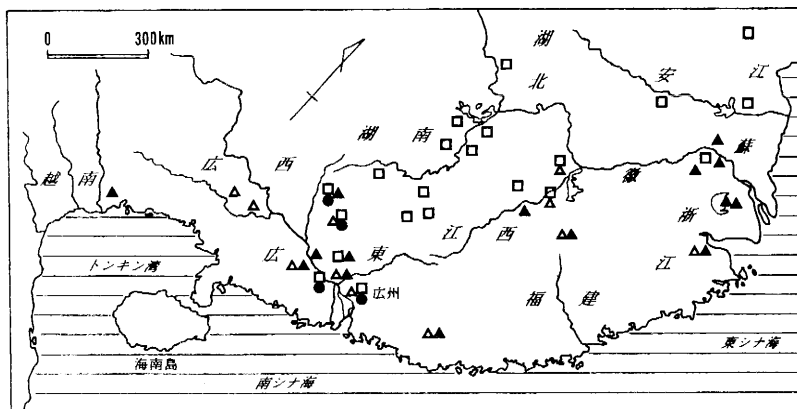 0 300km
湖北
安
江
蘇
湖南
広西
越南
徽
浙江
広東
江西
トンキン湾
広州
福建
海南島
東シナ海
南シナ海